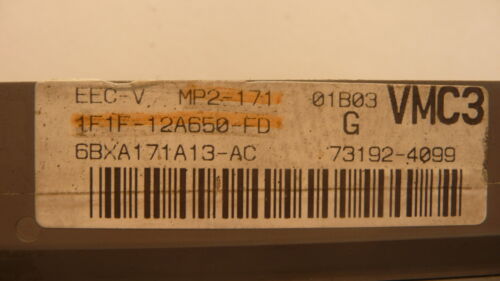 EEC-V MP2-171 01B03 VMC3
1F1F-12A650-FD G
6BXA171A13-AC 73192-4099